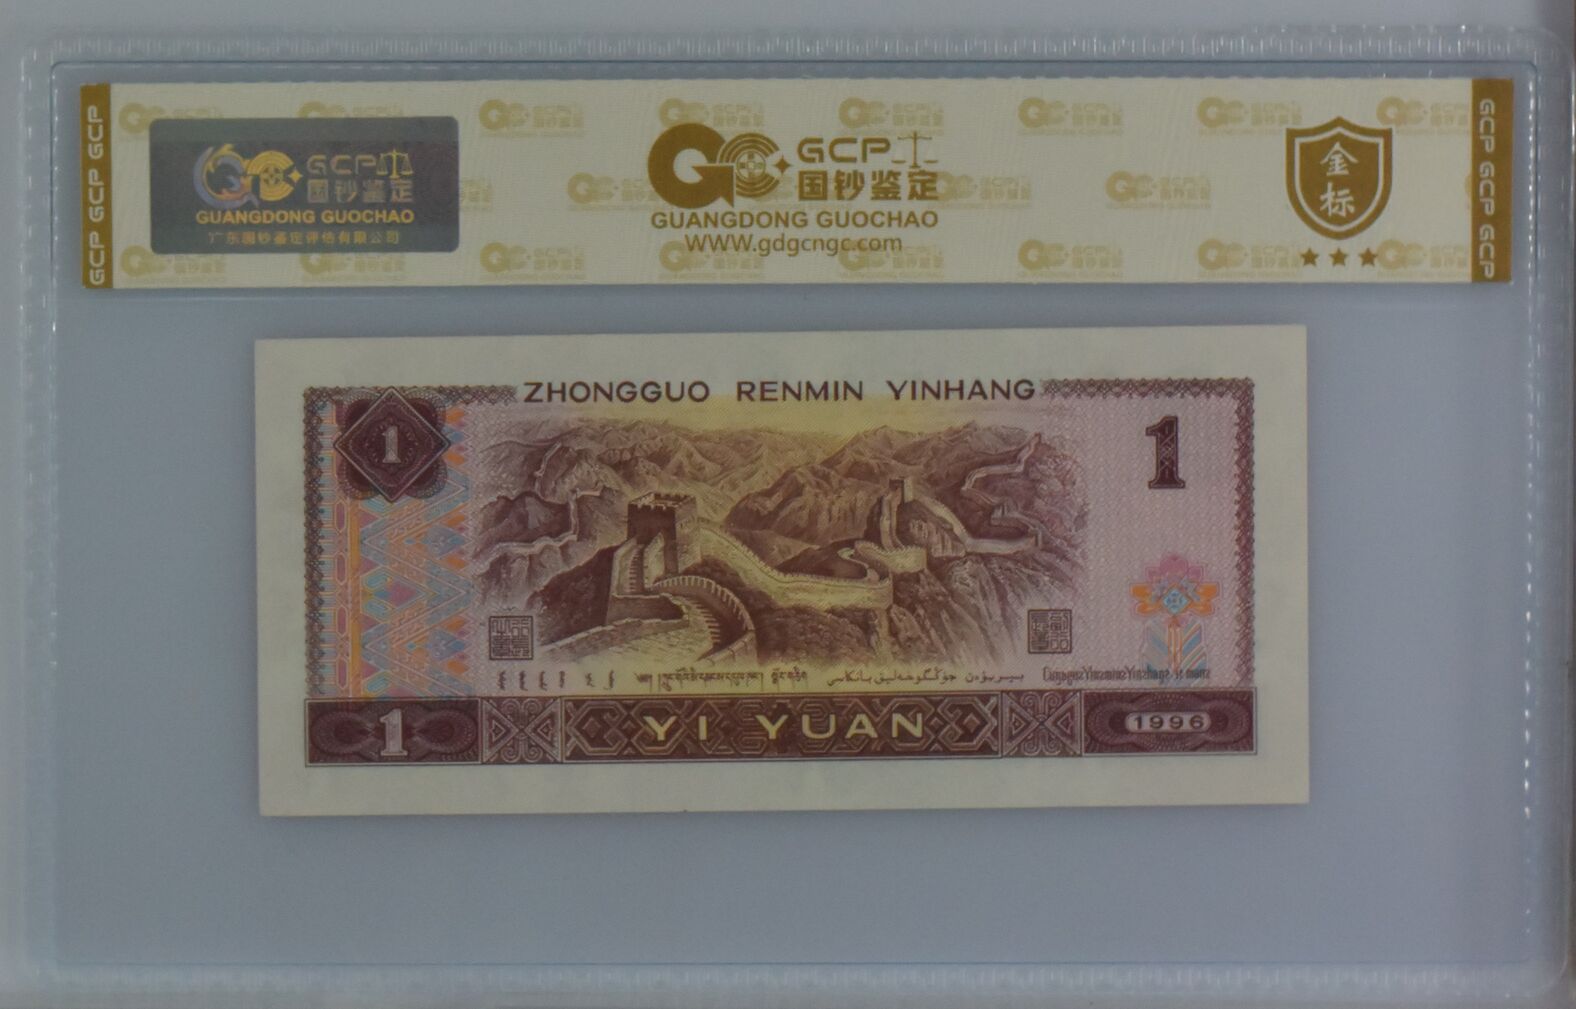 GCP GCP GCP
GCP
国钞鉴定
GUANGDONG GUOCHAO
广东国钞鉴定评估有限公司
GCP
国钞鉴定
GUANGDONG GUOCHAO
WWW.gdgcngc.com
金
标
GCP GCP GCP
ZHONGGUO RENMIN YINHANG
1
1
1
YI YUAN
1996